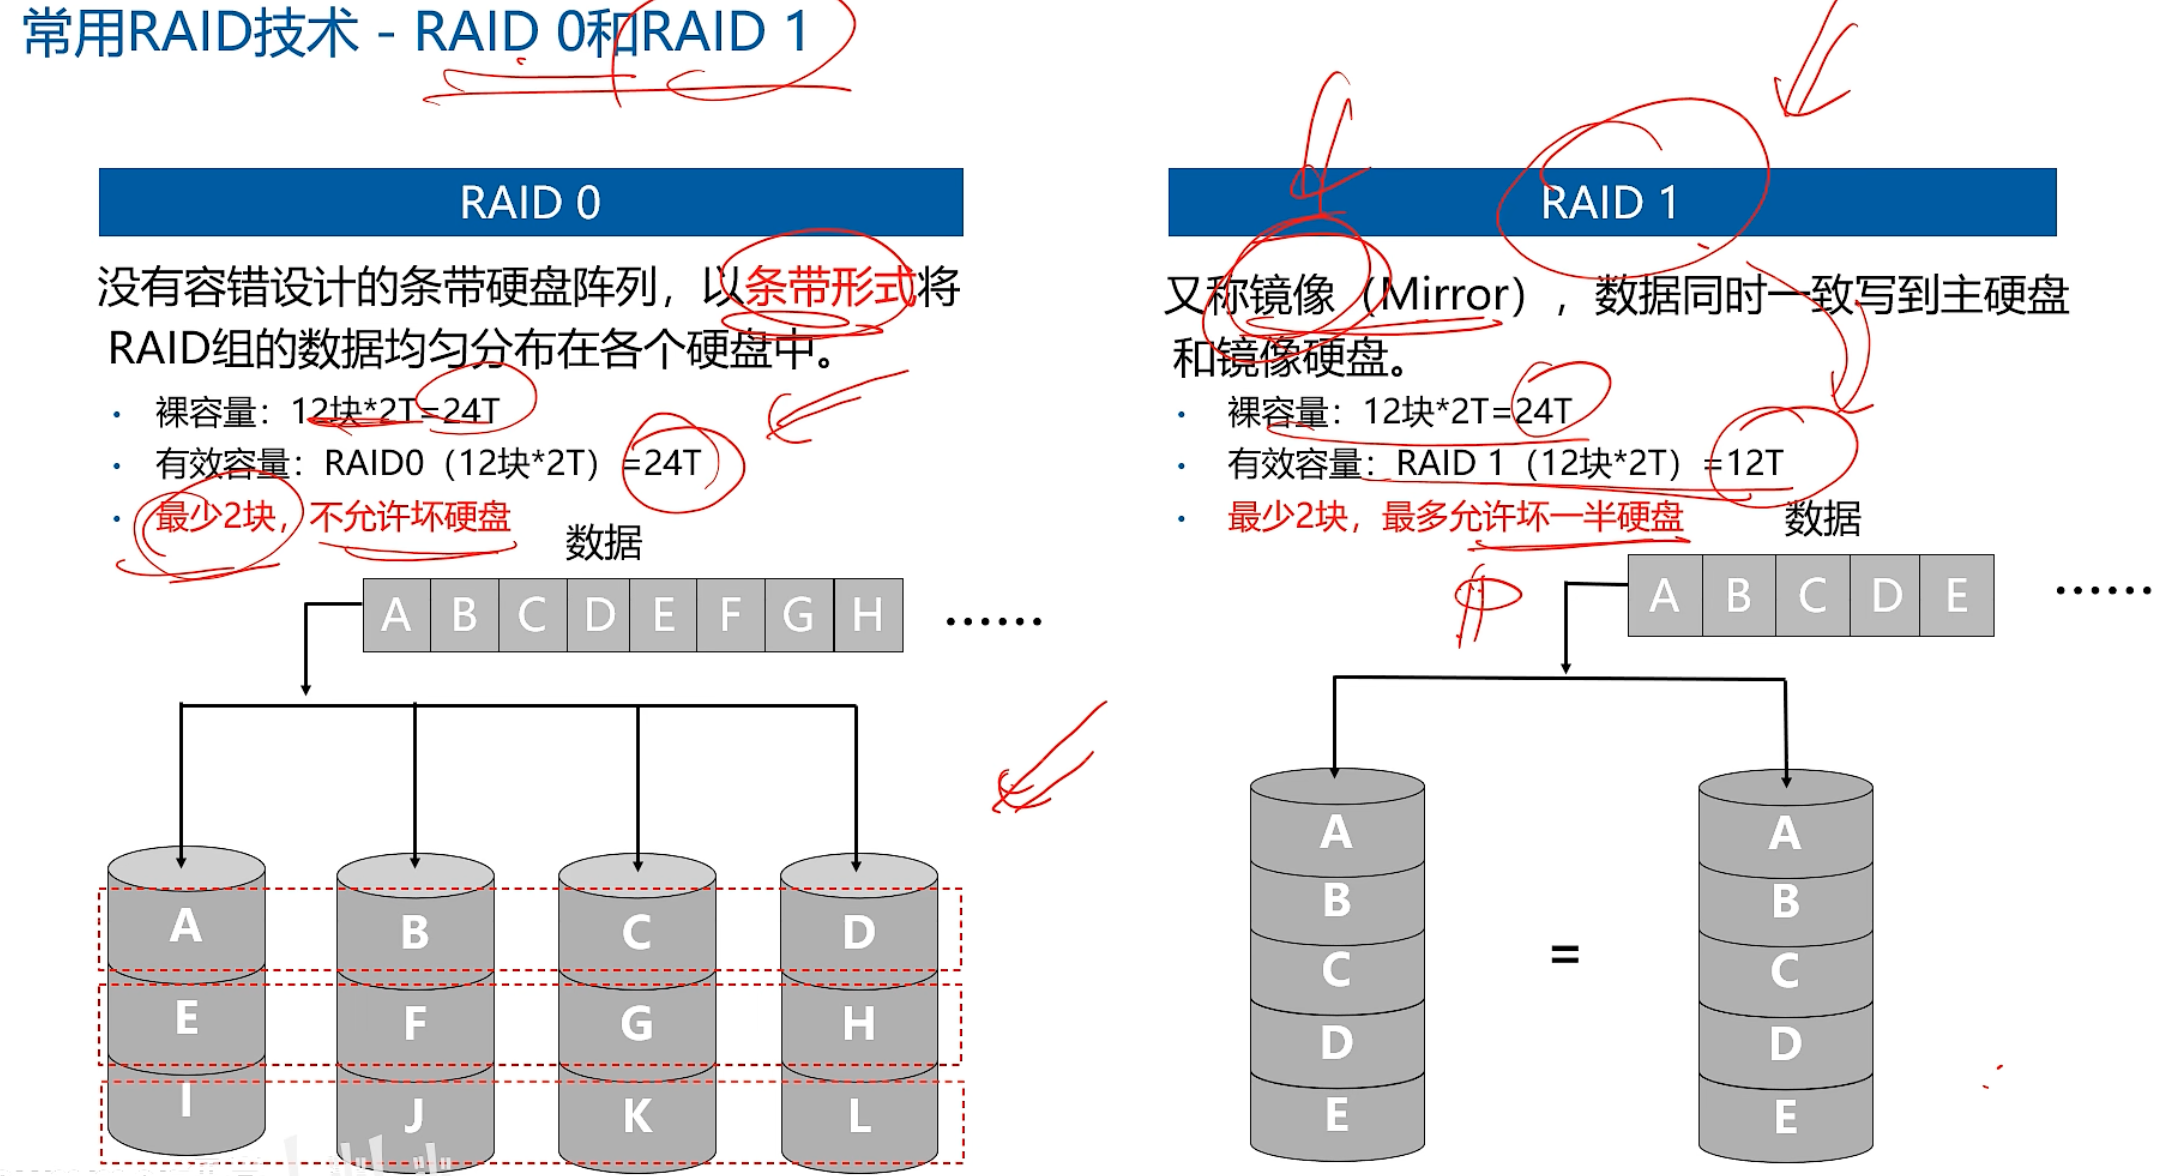 常用RAID技术 - RAID 0和RAID 1
RAID 0
没有容错设计的条带硬盘阵列，以条带形式将
RAID组的数据均匀分布在各个硬盘中。
• 裸容量：12块*2T=24T
• 有效容量：RAID0（12块*2T）=24T
• 最少2块，不允许坏硬盘
数据
A B C D E F G H ......
A B C D
E F G H
I J K L
RAID 1
又称镜像（Mirror），数据同时一致写到主硬盘
和镜像硬盘。
• 裸容量：12块*2T=24T
• 有效容量：RAID 1（12块*2T）=12T
• 最少2块，最多允许坏一半硬盘
数据
A B C D E ......
A A
B B
C = C
D D
E E